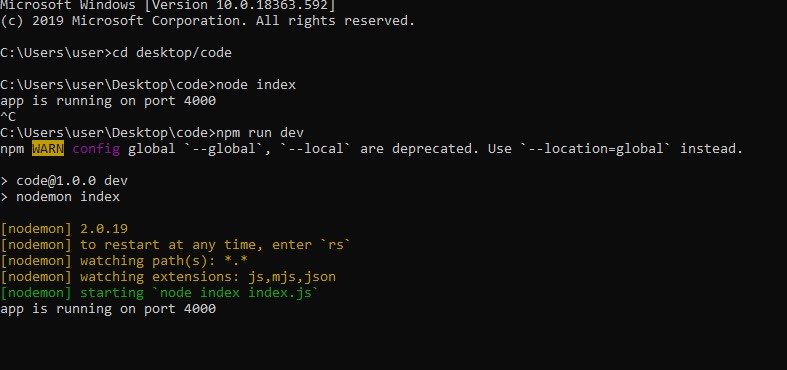 Microsoft Windows [Version 10.0.18363.592]
(c) 2019 Microsoft Corporation. All rights reserved.
C:\Users\user>cd desktop/code
C:\Users\user\Desktop\code>node index
app is running on port 4000
^C
C:\Users\user\Desktop\code>npm run dev
npm WARN config global `--global`, `--local` are deprecated. Use `--location=global` instead.
> code@1.0.0 dev
> nodemon index
[nodemon] 2.0.19
[nodemon] to restart at any time, enter `rs`
[nodemon] watching path(s): *.*
[nodemon] watching extensions: js,mjs,json
[nodemon] starting `node index index.js`
app is running on port 4000